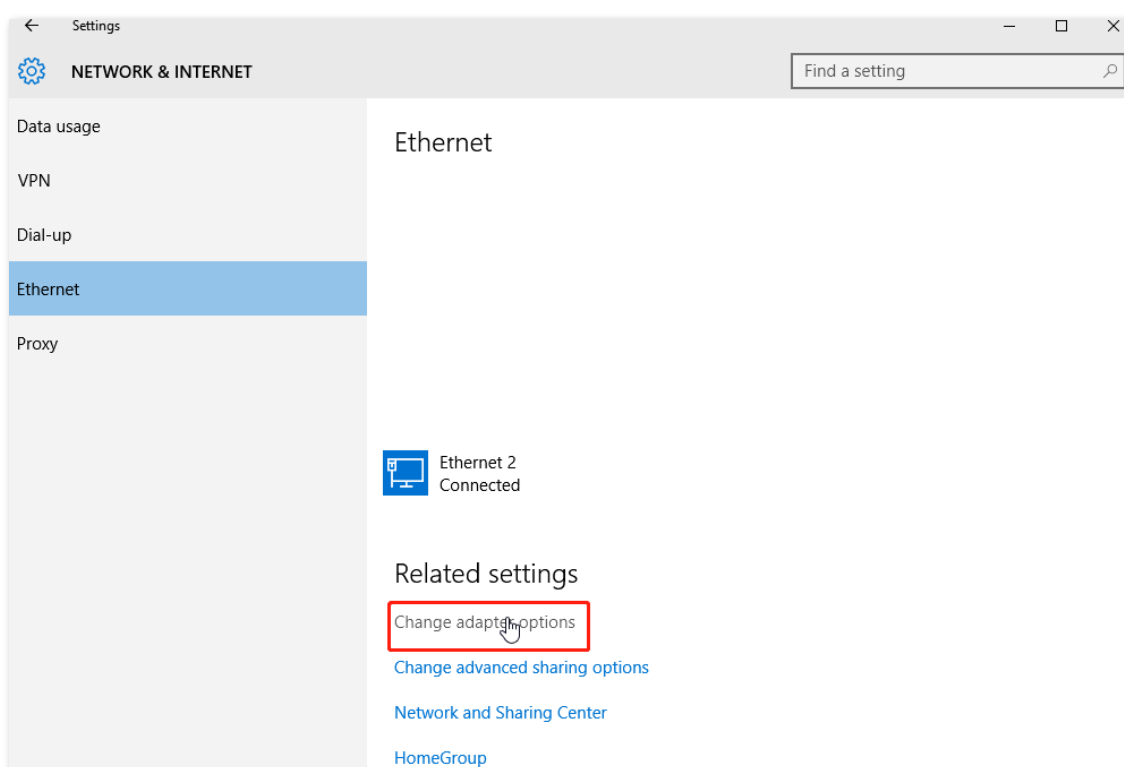 Settings
NETWORK & INTERNET
Find a setting
Data usage
VPN
Dial-up
Ethernet
Proxy
Ethernet
Ethernet 2
Connected
Related settings
Change adapter options
Change advanced sharing options
Network and Sharing Center
HomeGroup